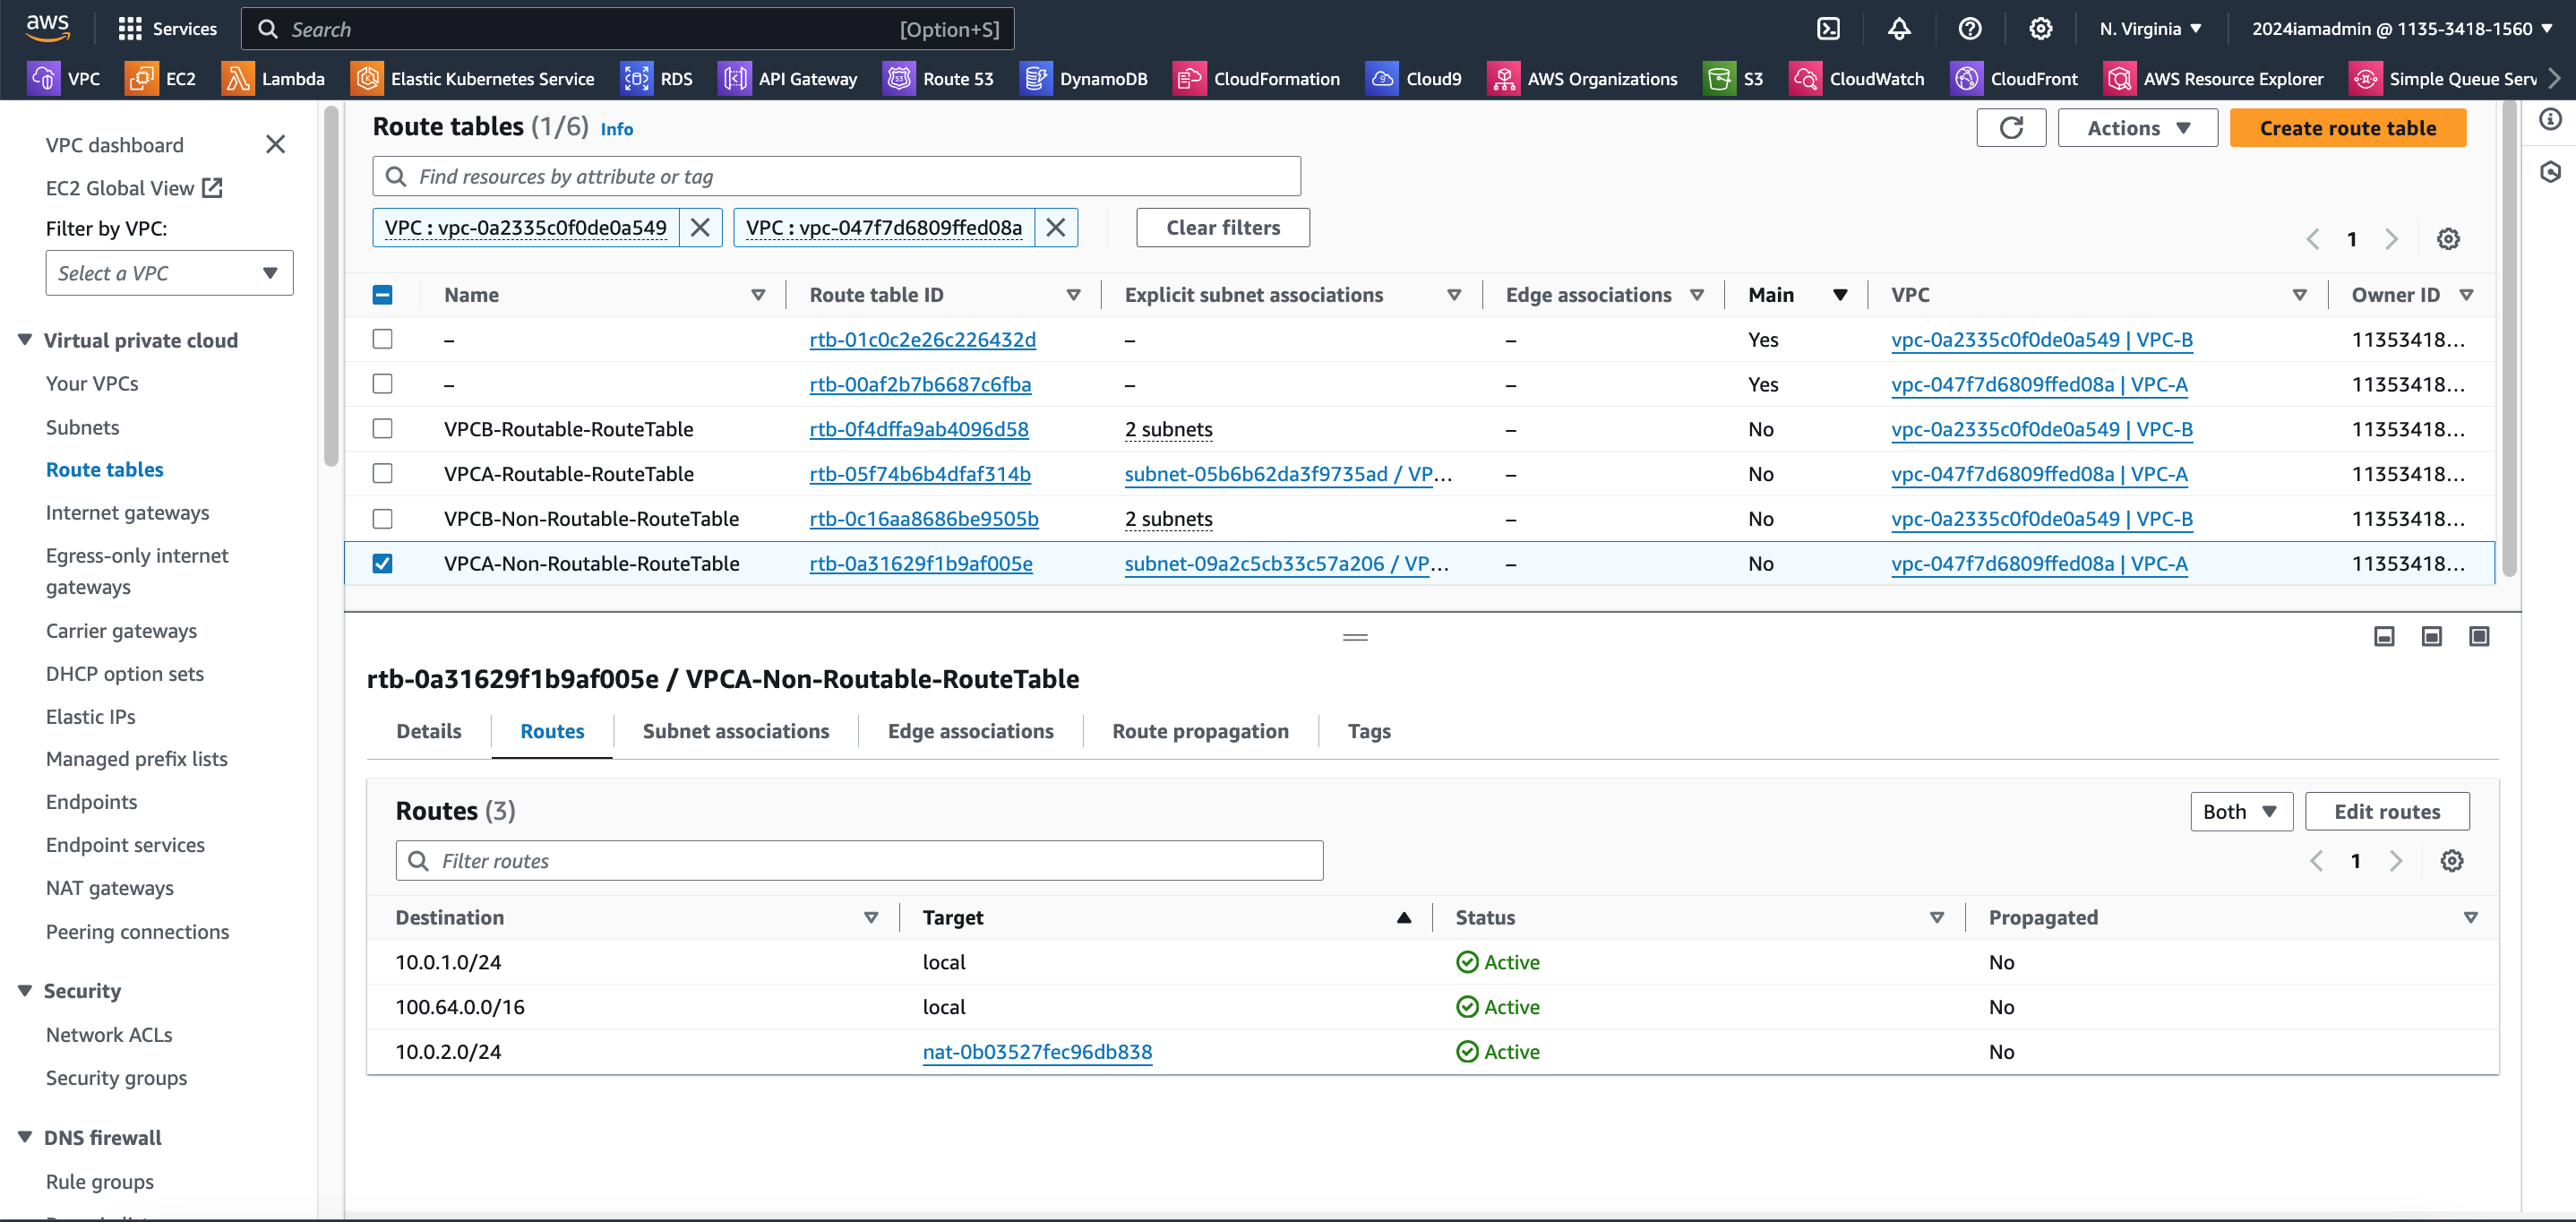 aws Services Search [Option+S] N. Virginia 2024iamadmin @ 1135-3418-1560
VPC EC2 Lambda Elastic Kubernetes Service RDS API Gateway Route 53 DynamoDB CloudFormation Cloud9 AWS Organizations S3 CloudWatch CloudFront AWS Resource Explorer Simple Queue Serv
VPC dashboard
EC2 Global View
Filter by VPC:
Select a VPC
Virtual private cloud
Your VPCs
Subnets
Route tables
Internet gateways
Egress-only internet
gateways
Carrier gateways
DHCP option sets
Elastic IPs
Managed prefix lists
Endpoints
Endpoint services
NAT gateways
Peering connections
Security
Network ACLs
Security groups
DNS firewall
Rule groups
Route tables (1/6) Info Actions Create route table
Find resources by attribute or tag
VPC : vpc-0a2335c0f0de0a549 VPC : vpc-047f7d6809ffed08a Clear filters
1
Name Route table ID Explicit subnet associations Edge associations Main VPC Owner ID
– rtb-01c0c2e26c226432d – – Yes vpc-0a2335c0f0de0a549 | VPC-B 11353418...
– rtb-00af2b7b6687c6fba – – Yes vpc-047f7d6809ffed08a | VPC-A 11353418...
VPCB-Routable-RouteTable rtb-0f4dffa9ab4096d58 2 subnets – No vpc-0a2335c0f0de0a549 | VPC-B 11353418...
VPCA-Routable-RouteTable rtb-05f74b6b4dfaf314b subnet-05b6b62da3f9735ad / VP... – No vpc-047f7d6809ffed08a | VPC-A 11353418...
VPCB-Non-Routable-RouteTable rtb-0c16aa8686be9505b 2 subnets – No vpc-0a2335c0f0de0a549 | VPC-B 11353418...
VPCA-Non-Routable-RouteTable rtb-0a31629f1b9af005e subnet-09a2c5cb33c57a206 / VP... – No vpc-047f7d6809ffed08a | VPC-A 11353418...
rtb-0a31629f1b9af005e / VPCA-Non-Routable-RouteTable
Details Routes Subnet associations Edge associations Route propagation Tags
Routes (3) Both Edit routes
Filter routes
1
Destination Target Status Propagated
10.0.1.0/24 local Active No
100.64.0.0/16 local Active No
10.0.2.0/24 nat-0b03527fec96db838 Active No